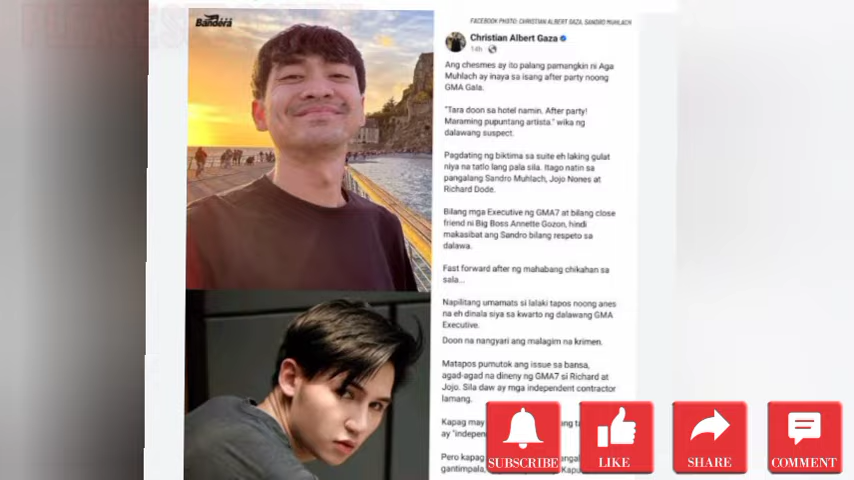 Bandera
FACEBOOK PHOTO: CHRISTIAN ALBERT GAZA, SANDRO MUHLACH
Christian Albert Gaza
14h
Ang chesmes ay ito palang pamangkin ni Aga
Muhlach ay inaya sa isang after party noong
GMA Gala.
"Tara doon sa hotel namin. After party!
Maraming pupuntang artista." wika ng
dalawang suspect.
Pagdating ng biktima sa suite eh laking gulat
niya na tatlo lang pala sila. Itago natin sa
pangalang Sandro Muhlach, Jojo Nones at
Richard Dode.
Bilang mga Executive ng GMA7 at bilang close
friend ni Big Boss Annette Gozon, hindi
makasibat ang Sandro bilang respeto sa
dalawa.
Fast forward after ng mahabang chikahan sa
sala...
Napilitang umamats si lalaki tapos noong anes
na eh dinala siya sa kwarto ng dalawang GMA
Executive.
Doon na nangyari ang malagim na krimen.
Matapos pumutok ang issue sa bansa,
agad-agad na dineny ng GMA7 si Richard at
Jojo. Sila daw ay mga independent contractor
lamang.
Kapag may
ay
Pero kapag
gantimpala,
SUBSCRIBE
LIKE
SHARE
COMMENT